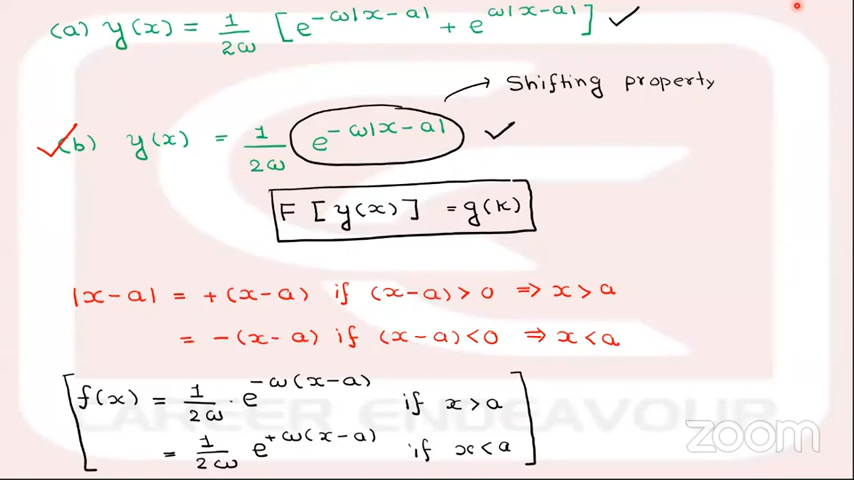 (a) y(x) = 1/2ω [e^{-ω|x-a|} + e^{ω|x-a|}] ✓
→ Shifting property
✓(b) y(x) = 1/2ω e^{-ω|x-a|} ✓
F [y(x)] = g(k)
|x-a| = +(x-a) if (x-a) > 0 ⇒ x > a
= -(x-a) if (x-a) < 0 ⇒ x < a
f(x) = 1/2ω · e^{-ω(x-a)} if x > a
= 1/2ω e^{+ω(x-a)} if x < a
CAREER ENDEAVOUR
zoom